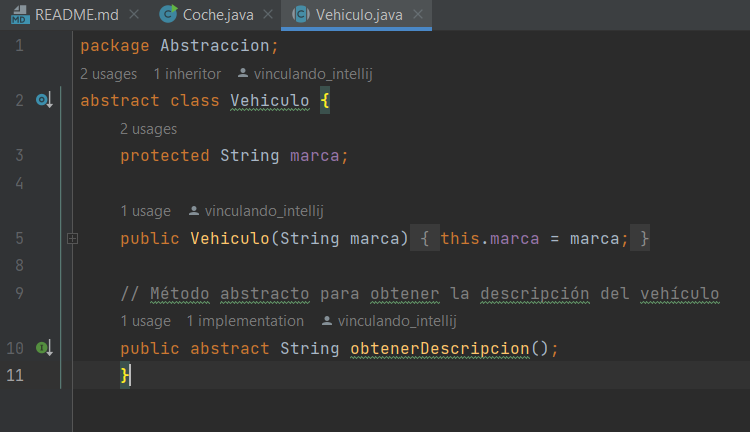 README.md Coche.java Vehiculo.java
1 package Abstraccion;
2 usages 1 inheritor vinculando_intellij
2 abstract class Vehiculo {
2 usages
3 protected String marca;
4
1 usage vinculando_intellij
5 public Vehiculo(String marca) { this.marca = marca; }
8
9 // Método abstracto para obtener la descripción del vehículo
1 usage 1 implementation vinculando_intellij
10 public abstract String obtenerDescripcion();
11 }